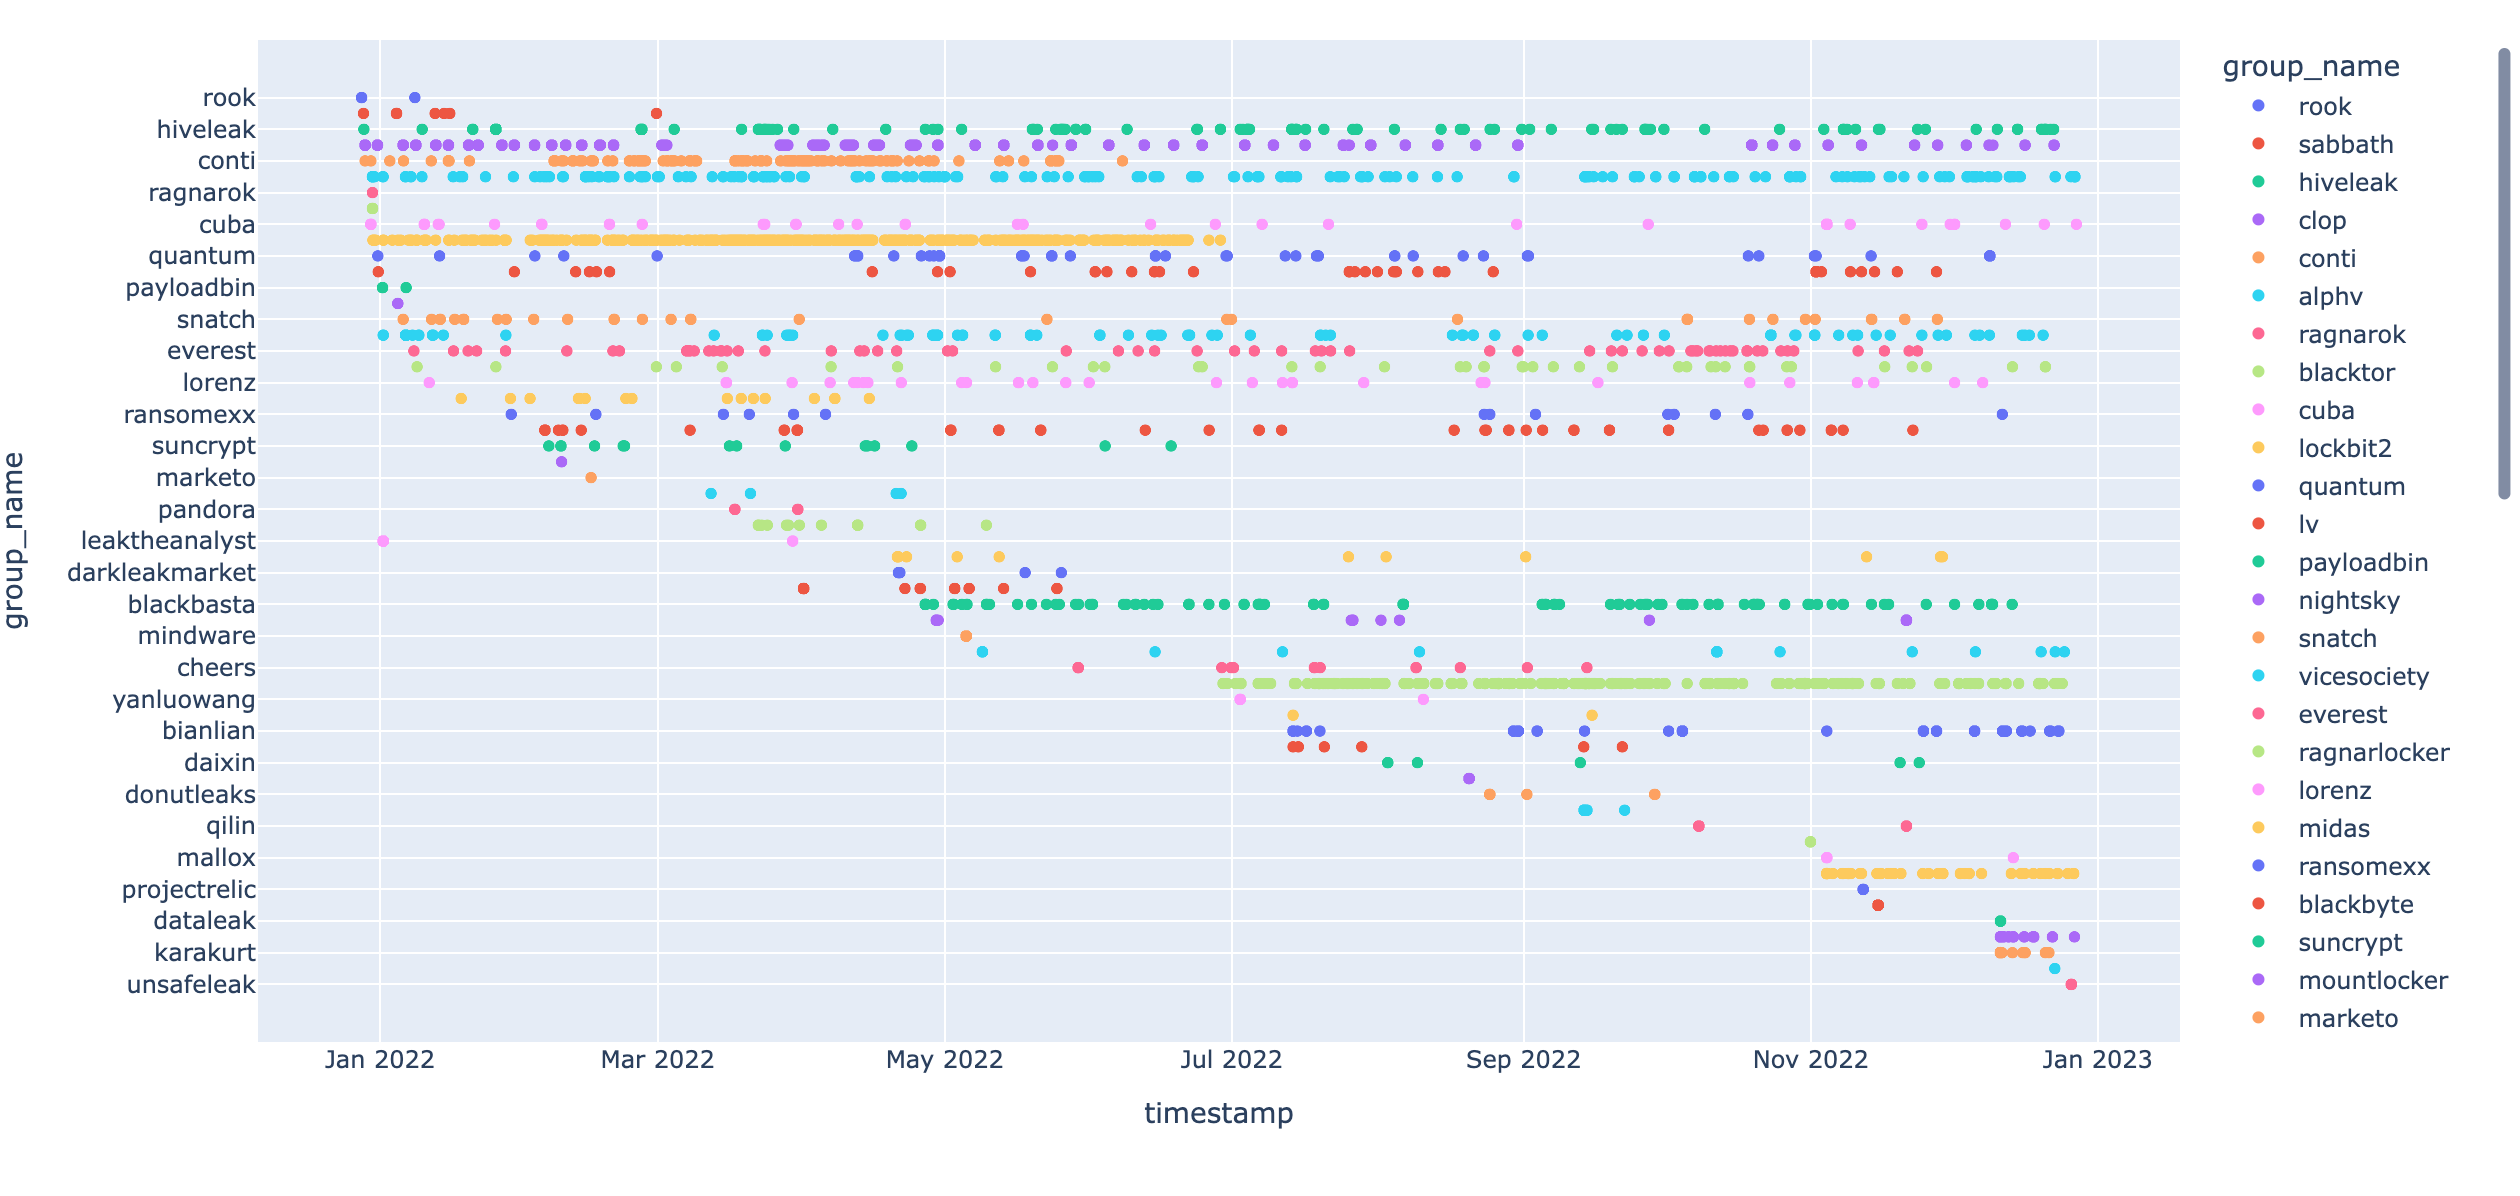 group_name
rook
hiveleak
conti
ragnarok
cuba
quantum
payloadbin
snatch
everest
lorenz
ransomexx
suncrypt
marketo
pandora
leaktheanalyst
darkleakmarket
blackbasta
mindware
cheers
yanluowang
bianlian
daixin
donutleaks
qilin
mallox
projectrelic
dataleak
karakurt
unsafeleak
Jan 2022
Mar 2022
May 2022
Jul 2022
Sep 2022
Nov 2022
Jan 2023
timestamp
group_name
rook
sabbath
hiveleak
clop
conti
alphv
ragnarok
blacktor
cuba
lockbit2
quantum
lv
payloadbin
nightsky
snatch
vicesociety
everest
ragnarlocker
lorenz
midas
ransomexx
blackbyte
suncrypt
mountlocker
marketo